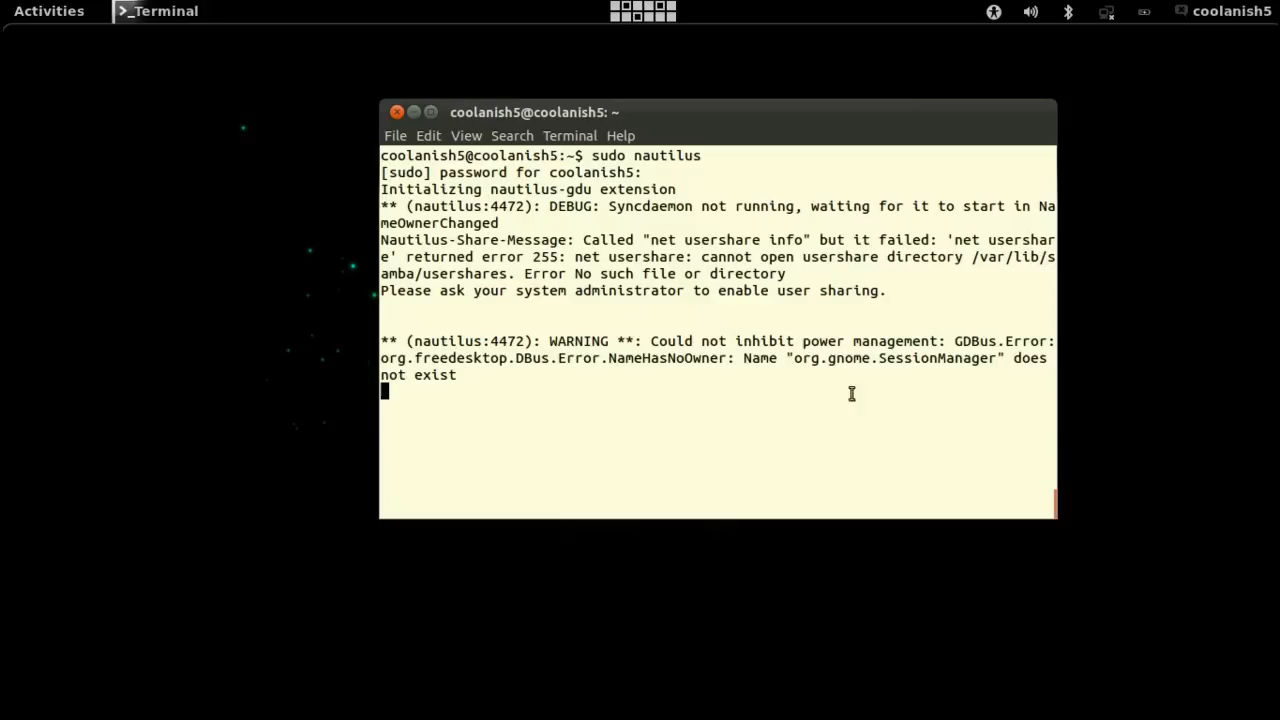 Activities >_Terminal coolanish5
coolanish5@coolanish5: ~
File Edit View Search Terminal Help
coolanish5@coolanish5:~$ sudo nautilus
[sudo] password for coolanish5:
Initializing nautilus-gdu extension
** (nautilus:4472): DEBUG: Syncdaemon not running, waiting for it to start in Na
meOwnerChanged
Nautilus-Share-Message: Called "net usershare info" but it failed: 'net usershar
e' returned error 255: net usershare: cannot open usershare directory /var/lib/s
amba/usershares. Error No such file or directory
Please ask your system administrator to enable user sharing.
** (nautilus:4472): WARNING **: Could not inhibit power management: GDBus.Error:
org.freedesktop.DBus.Error.NameHasNoOwner: Name "org.gnome.SessionManager" does
not exist